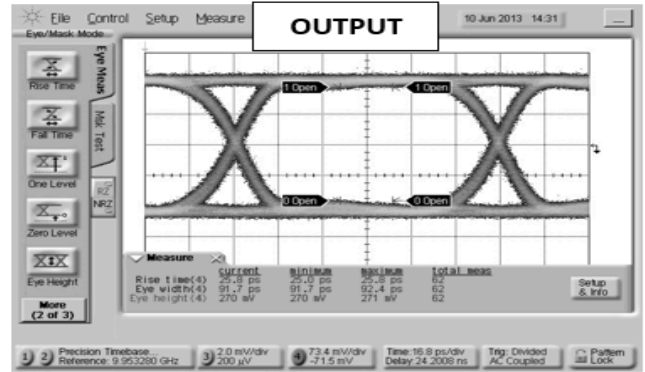 File Control Setup Measure
OUTPUT
10 Jun 2013 14:31
Eye/Mask Mode
Rise Time
Fall Time
One Level
Zero Level
Eye Height
More
(2 of 3)
Eye Meas
Msk Test
RZ
NRZ
1 Open 1 Open
0 Open 0 Open
Measure
current minimum maximum total meas
Rise time(4) 25.8 ps 25.0 ps 25.8 ps 62
Eye width(4) 91.7 ps 91.7 ps 92.4 ps 62
Eye height(4) 270 mV 270 mV 271 mV 62
Setup
& Info
1 2 Precision Timebase...
Reference: 9.953280 GHz
3 2.0 mV/div
200 µV
4 73.4 mV/div
-71.5 mV
Time:16.8 ps/div
Delay:24.2008 ns
Trig: Divided
AC Coupled
Pattern
Lock